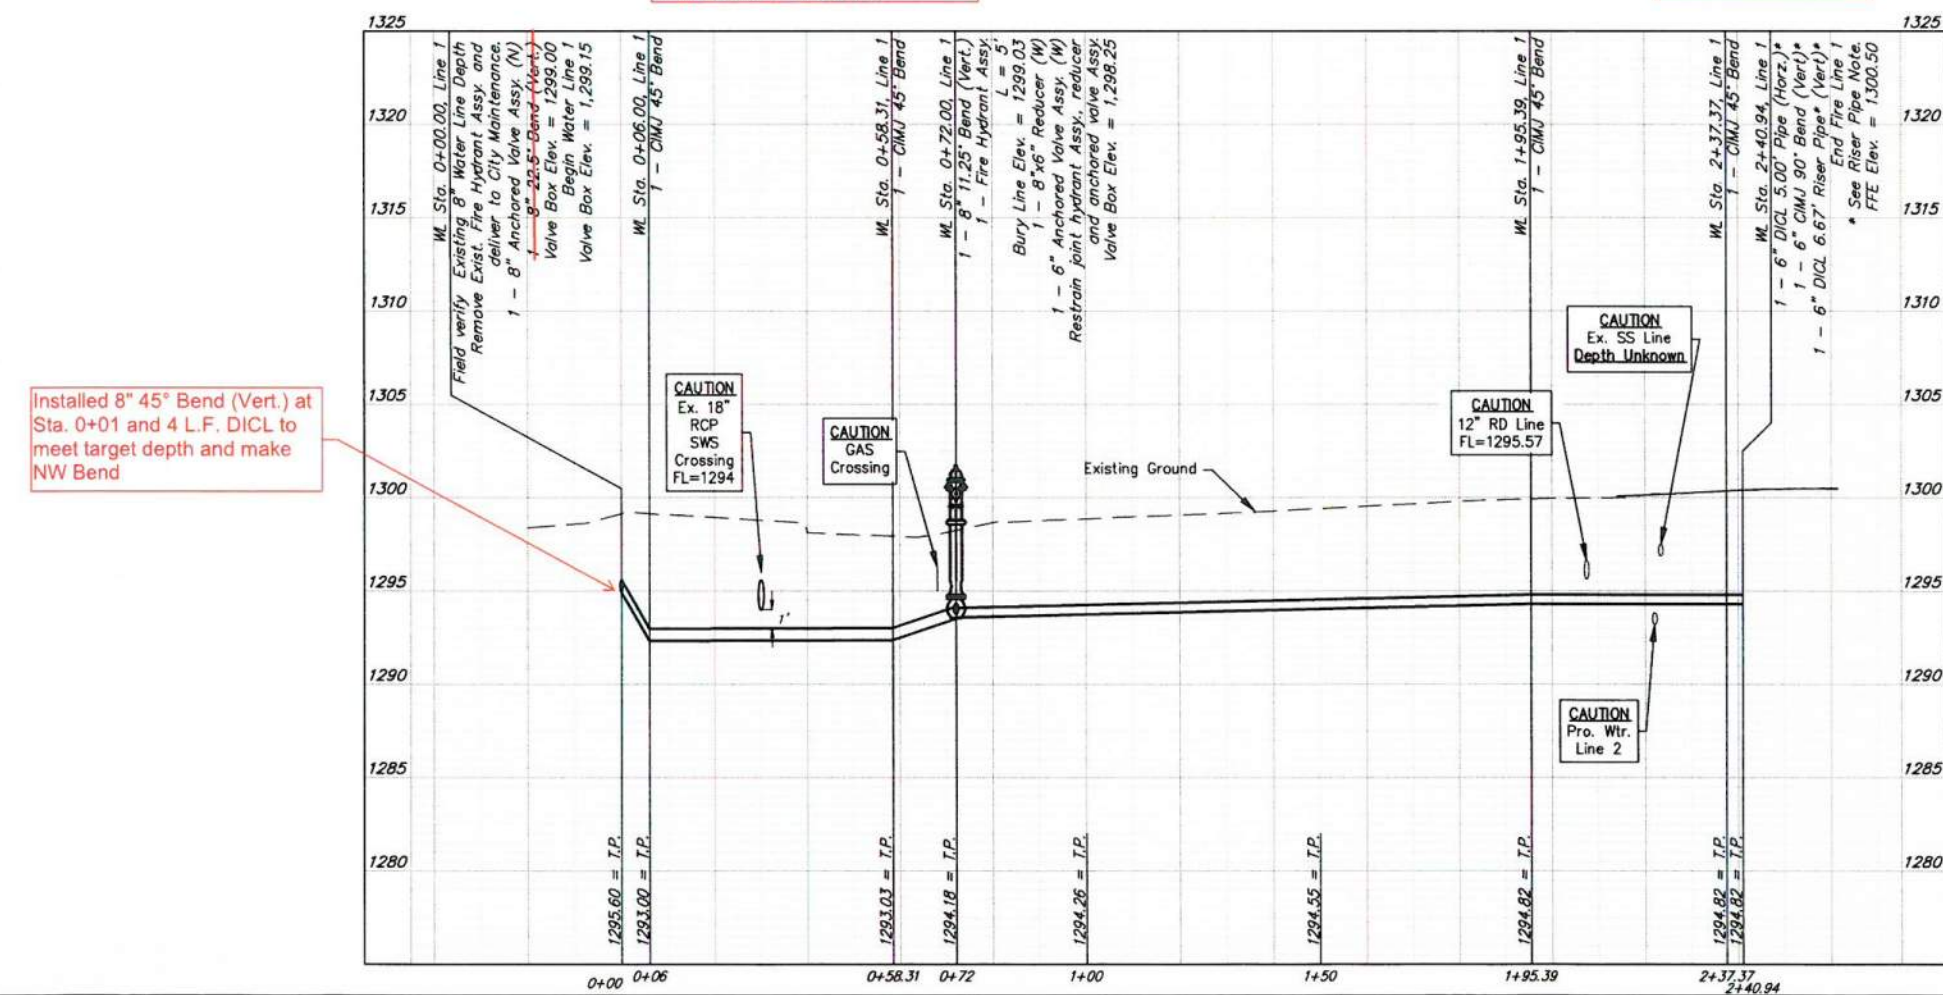 1325
1325
1320
1320
1315
1315
1310
1310
1305
1305
1300
1300
1295
1295
1290
1290
1285
1285
1280
1280
WL Sta. 0+00.00, Line 1
Field verify Existing 8" Water Line Depth
Remove Exist. Fire Hydrant Assy. and
deliver to City Maintenance.
1 - 8" Anchored Valve Assy. (N)
1 - 8" 22.5° Bend (Vert.)
Valve Box Elev. = 1299.00
Begin Water Line 1
Valve Box Elev. = 1,299.15
WL Sta. 0+06.00, Line 1
1 - CIMJ 45° Bend
WL Sta. 0+58.31, Line 1
1 - CIMJ 45° Bend
WL Sta. 0+72.00, Line 1
1 - 8" 11.25° Bend (Vert.)
1 - Fire Hydrant Assy.
L = 5'
Bury Line Elev. = 1299.03
1 - 8"x6" Reducer (W)
1 - 6" Anchored Valve Assy. (W)
Restrain joint hydrant Assy., reducer
and anchored valve Assy.
Valve Box Elev. = 1,298.25
WL Sta. 1+95.39, Line 1
1 - CIMJ 45° Bend
WL Sta. 2+37.37, Line 1
1 - CIMJ 45° Bend
WL Sta. 2+40.94, Line 1
1 - 6" DICL 5.00' Pipe (Horz.)*
1 - 6" CIMJ 90° Bend (Vert)*
1 - 6" DICL 6.67' Riser Pipe* (Vert)*
End Fire Line 1
* See Riser Pipe Note.
FFE Elev. = 1300.50
Installed 8" 45° Bend (Vert.) at
Sta. 0+01 and 4 L.F. DICL to
meet target depth and make
NW Bend
CAUTION
Ex. 18"
RCP
SWS
Crossing
FL=1294
CAUTION
GAS
Crossing
Existing Ground
CAUTION
12" RD Line
FL=1295.57
CAUTION
Ex. SS Line
Depth Unknown
1'
CAUTION
Pro. Wtr.
Line 2
1295.60 = T.P.
1293.00 = T.P.
1293.03 = T.P.
1294.18 = T.P.
1294.26 = T.P.
1294.55 = T.P.
1294.82 = T.P.
1294.82 = T.P.
1294.82 = T.P.
0+00
0+06
0+58.31
0+72
1+00
1+50
1+95.39
2+37.37
2+40.94